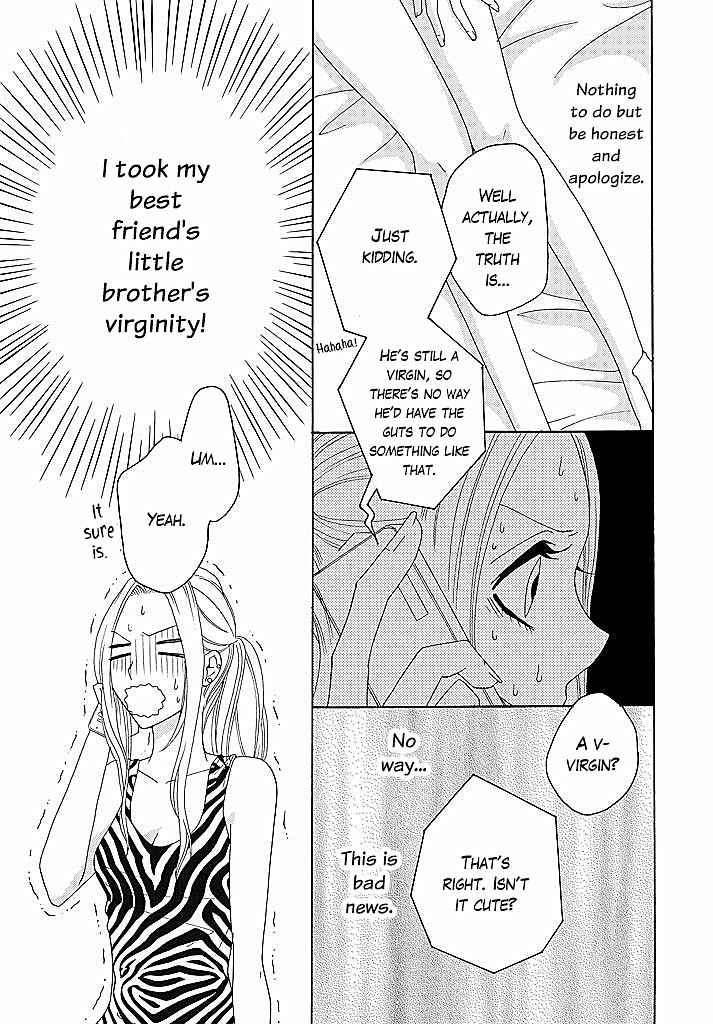 Nothing
to do but
be honest
and
apologize.
WELL
ACTUALLY,
THE
TRUTH
IS...
JUST
KIDDING.
Hahaha!
HE'S STILL A
VIRGIN, SO
THERE'S NO WAY
HE'D HAVE THE
GUTS TO DO
SOMETHING LIKE
THAT.
A V-
VIRGIN?
No
way...
THAT'S
RIGHT. ISN'T
IT CUTE?
This is
bad
news.
I took my
best
friend's
little
brother's
virginity!
UM...
YEAH.
It
sure
is.